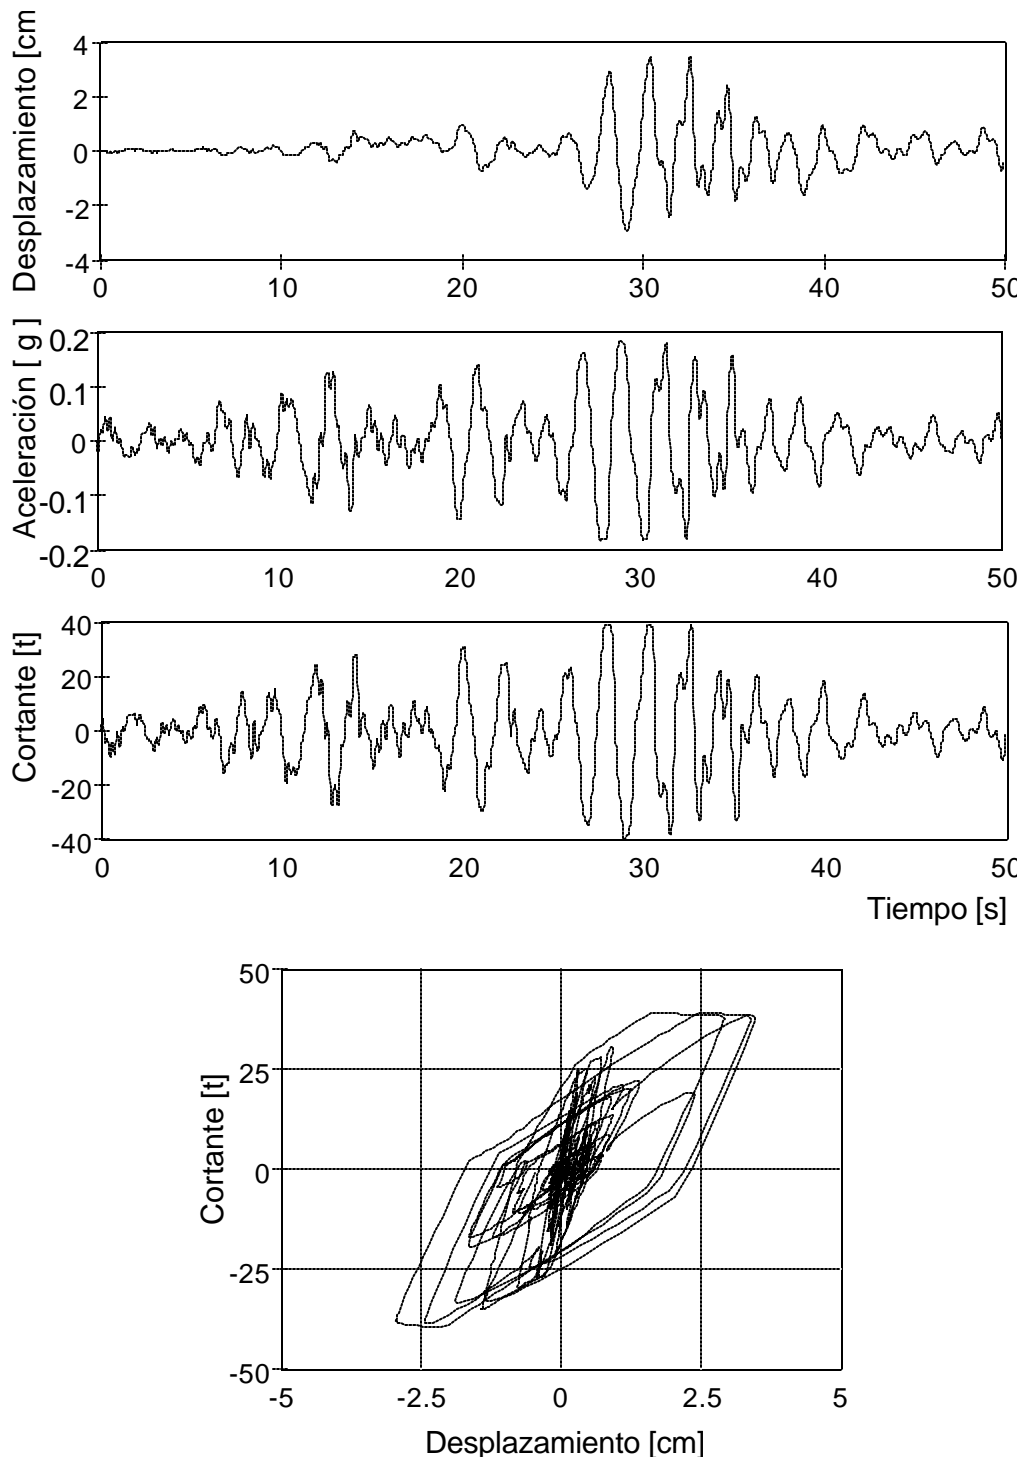 Desplazamiento [cm
4
2
0
-2
-4
0 10 20 30 40 50
Aceleración [ g ]
0.2
0.1
0
-0.1
-0.2
0 10 20 30 40 50
Cortante [t]
40
20
0
-20
-40
0 10 20 30 40 50
Tiempo [s]
Cortante [t]
50
25
0
-25
-50
-5 -2.5 0 2.5 5
Desplazamiento [cm]